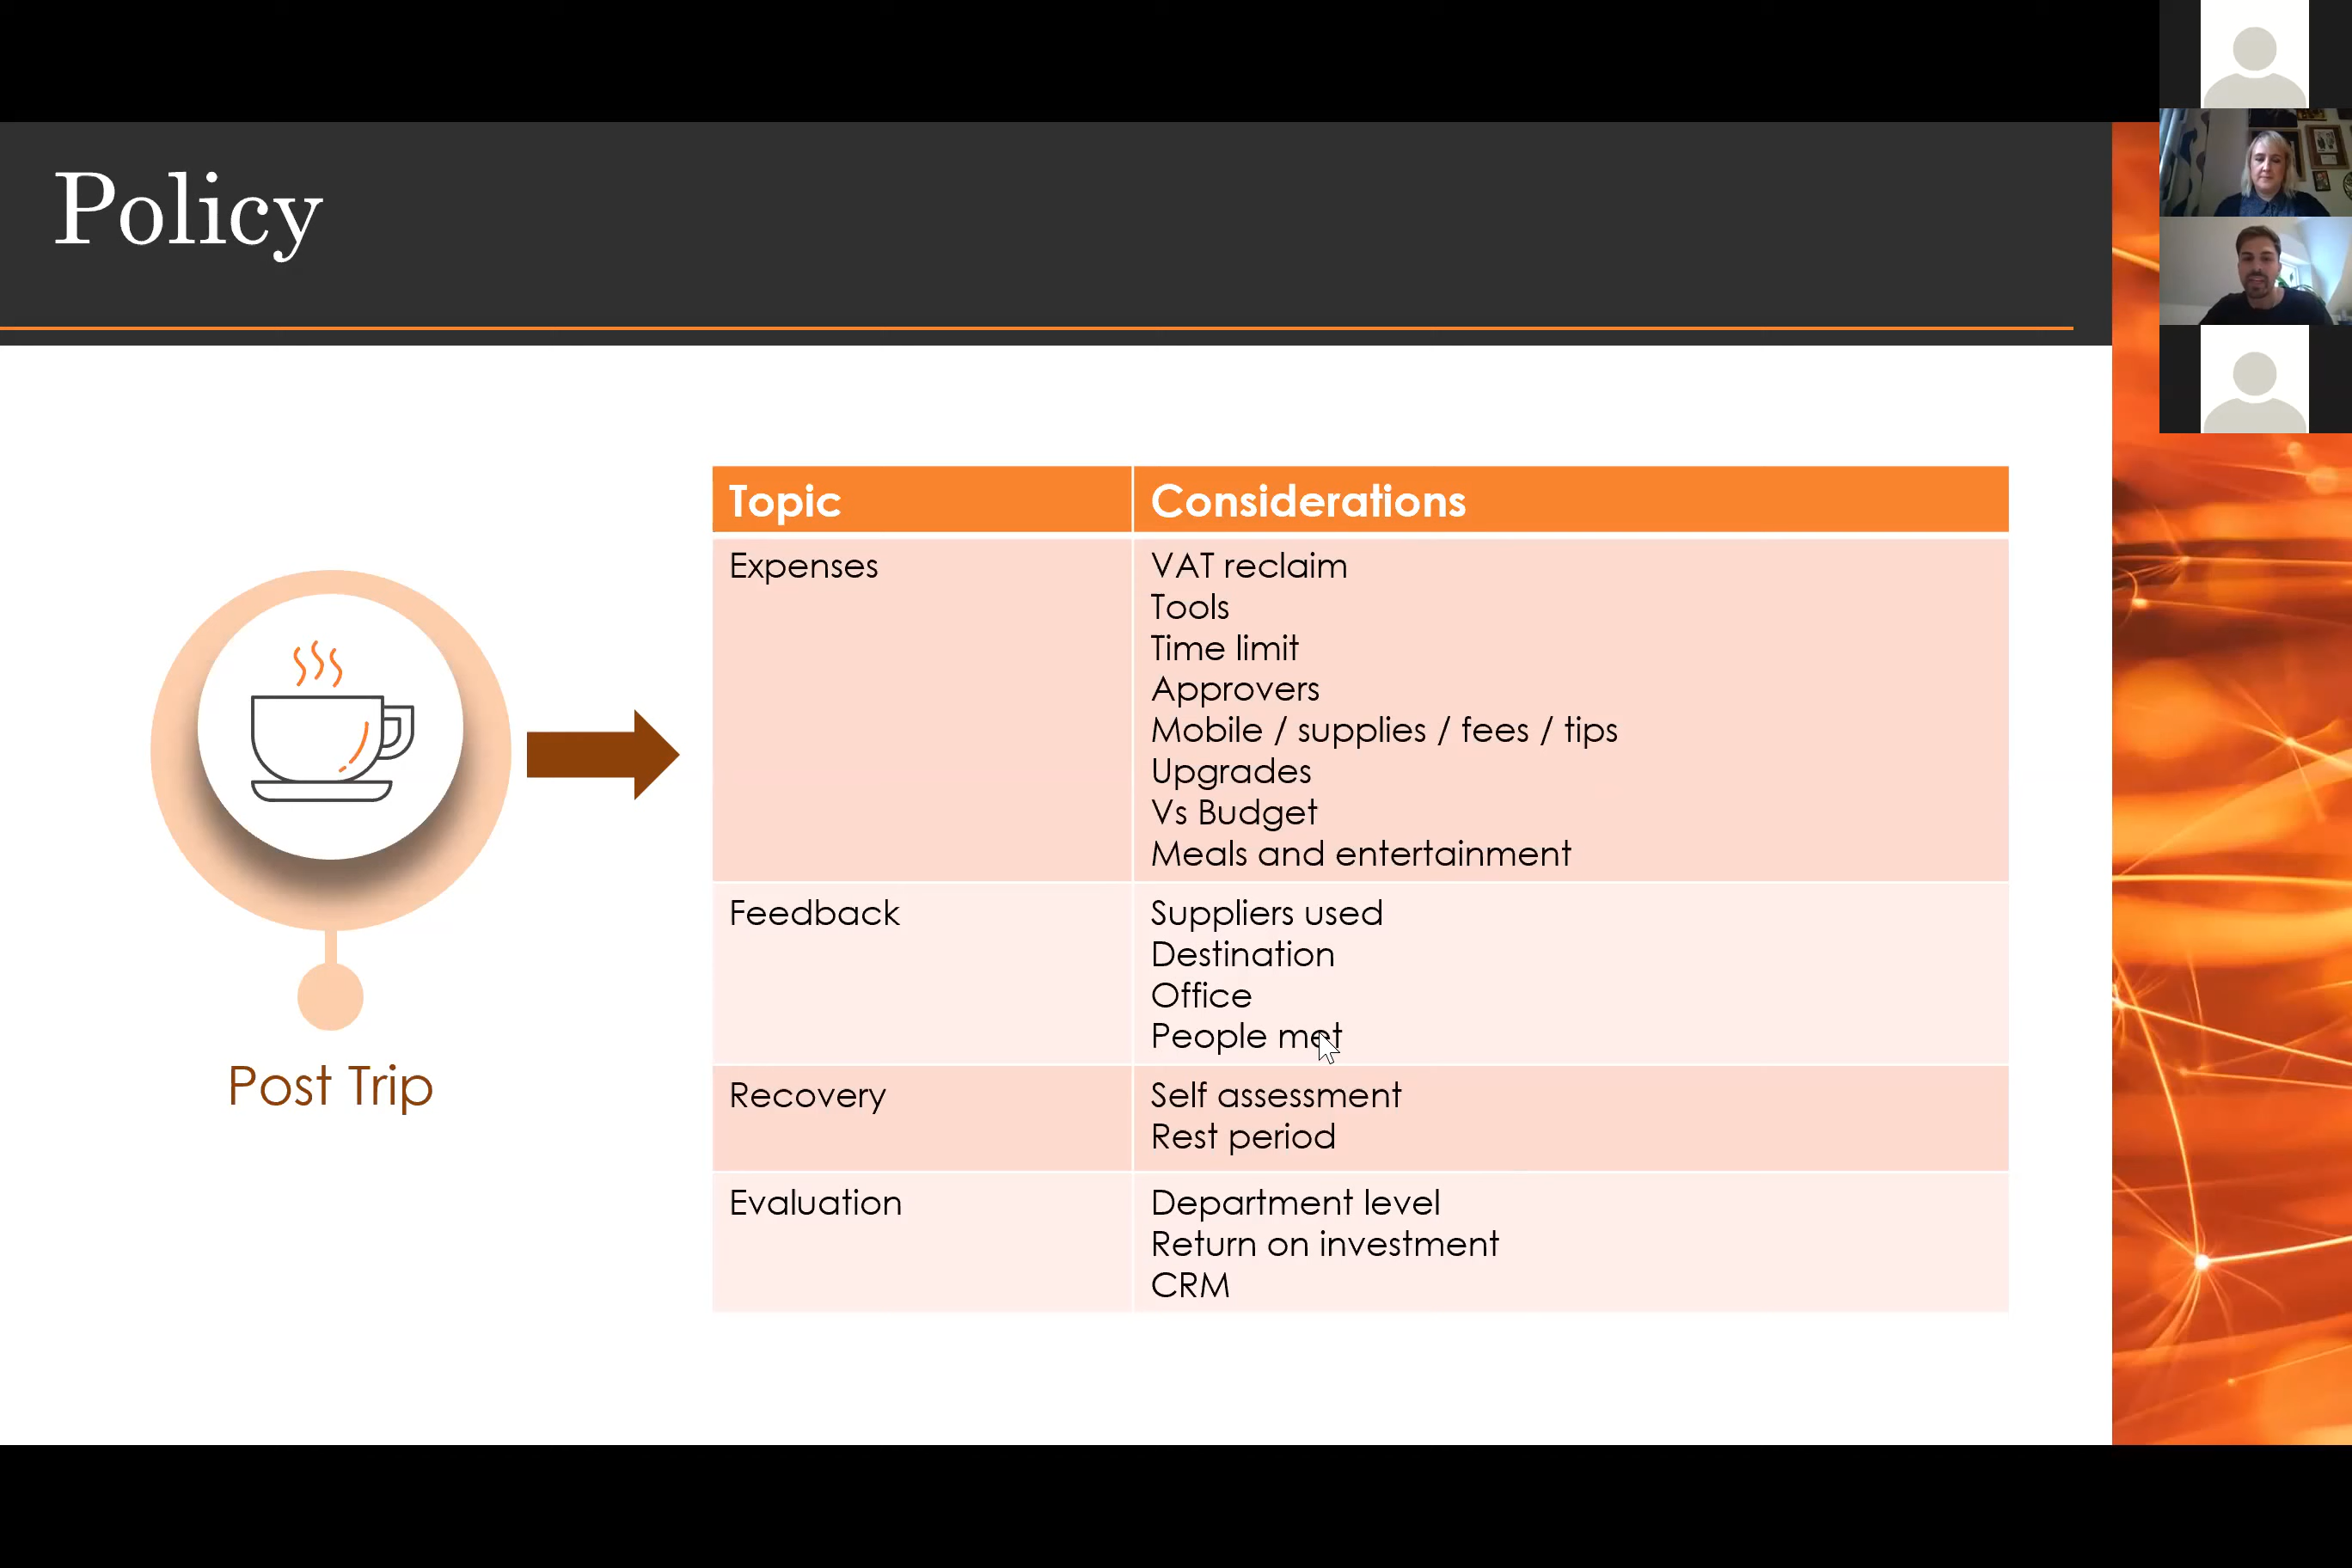 Policy
Post Trip
Topic Considerations
Expenses VAT reclaim
Tools
Time limit
Approvers
Mobile / supplies / fees / tips
Upgrades
Vs Budget
Meals and entertainment
Feedback Suppliers used
Destination
Office
People met
Recovery Self assessment
Rest period
Evaluation Department level
Return on investment
CRM